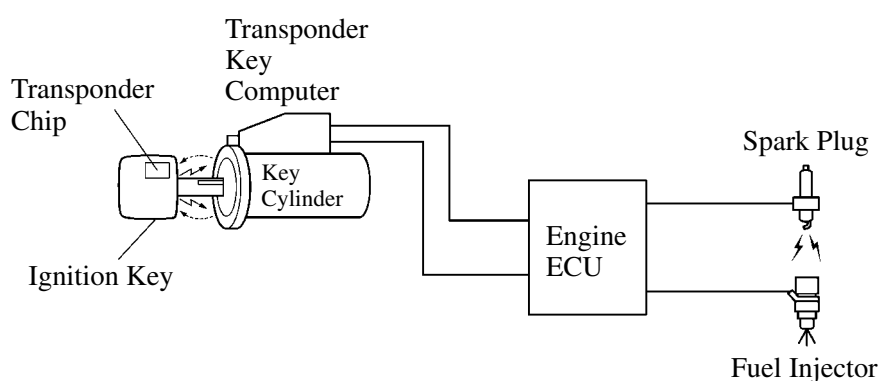 Transponder
Key
Computer
Transponder
Chip
Key
Cylinder
Ignition Key
Engine
ECU
Spark Plug
Fuel Injector